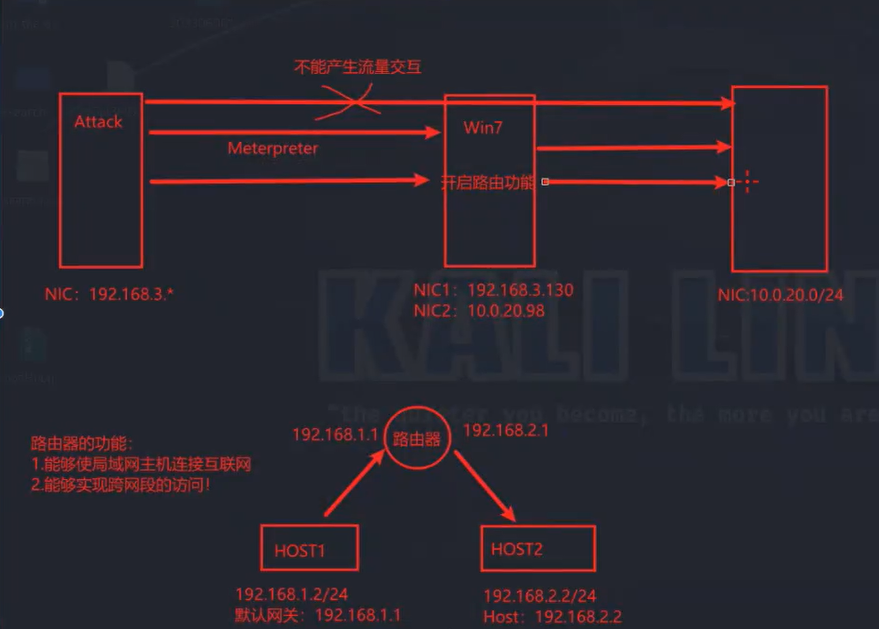 不能产生流量交互
Attack
Win7
Meterpreter
开启路由功能
NIC：192.168.3.*
NIC1：192.168.3.130
NIC2：10.0.20.98
NIC:10.0.20.0/24
KALI LIN
"the quieter you become, the more you are
路由器的功能：
1.能够使局域网主机连接互联网
2.能够实现跨网段的访问！
192.168.1.1
路由器
192.168.2.1
HOST1
HOST2
192.168.1.2/24
默认网关：192.168.1.1
192.168.2.2/24
Host：192.168.2.2